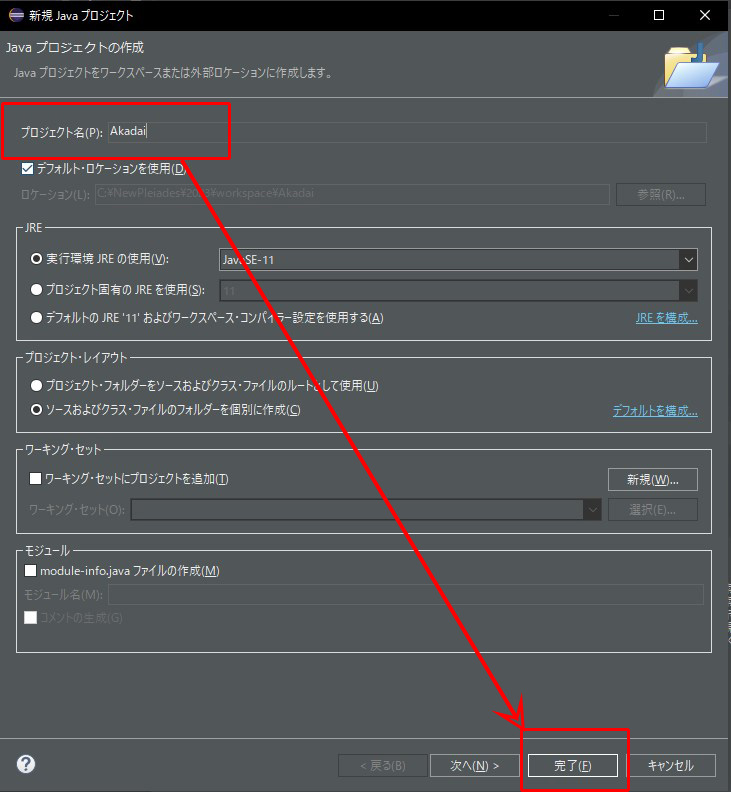 新規 Java プロジェクト
Java プロジェクトの作成
Java プロジェクトをワークスペースまたは外部ロケーションに作成します。
プロジェクト名(P): Akadai
デフォルト・ロケーションを使用(D)
ロケーション(L): 参照(R)...
JRE
実行環境 JRE の使用(V): JavaSE-11
プロジェクト固有の JRE を使用(S): 11
デフォルトの JRE '11' およびワークスペース・コンパイラー設定を使用する(A) JRE を構成...
プロジェクト・レイアウト
プロジェクト・フォルダーをソースおよびクラス・ファイルのルートとして使用(U)
ソースおよびクラス・ファイルのフォルダーを個別に作成(C) デフォルトを構成...
ワーキング・セット
ワーキング・セットにプロジェクトを追加(T) 新規(W)...
ワーキング・セット(O): 選択(E)...
モジュール
module-info.java ファイルの作成(M)
モジュール名(M):
コメントの生成(G)
< 戻る(B) 次へ(N) > 完了(F) キャンセル